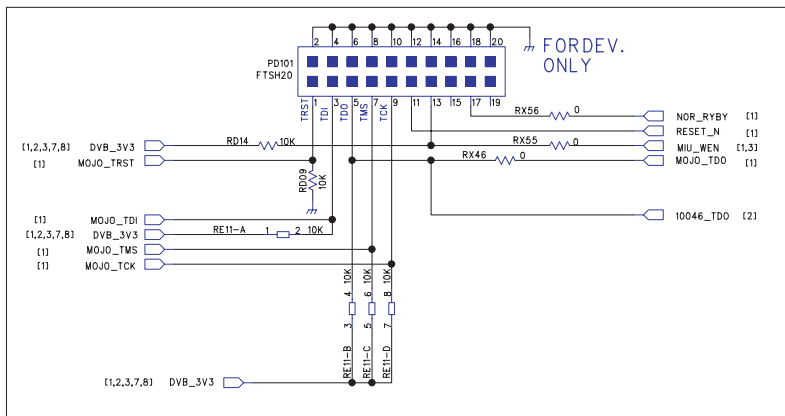 2 4 6 8 10 12 14 16 18 20
FORDEV.
ONLY
PD101
FTSH20
TRST TDI TDO TMS TCK
1 3 5 7 9 11 13 15 17 19
RX56 0 NOR_RYBY [1]
RESET_N [1]
[1,2,3,7,8] DVB_3V3 RD14 10K RX55 0 MIU_WEN [1,3]
[1] MOJO_TRST RX46 0 MOJO_TDO [1]
RD09 10K
[1] MOJO_TDI 10046_TDO [2]
[1,2,3,7,8] DVB_3V3 RE11-A 1 2 10K
[1] MOJO_TMS
[1] MOJO_TCK
10K 10K 10K
4 6 8
3 5 7
RE11-B RE11-C RE11-D
[1,2,3,7,8] DVB_3V3